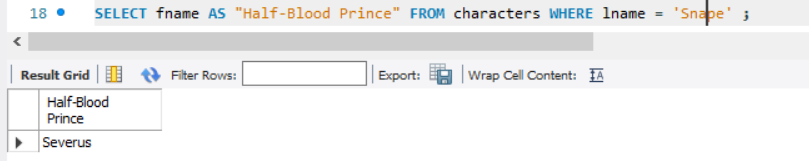 18 SELECT fname AS "Half-Blood Prince" FROM characters WHERE lname = 'Snape' ;
Result Grid Filter Rows: Export: Wrap Cell Content: IA
Half-Blood
Prince
Severus